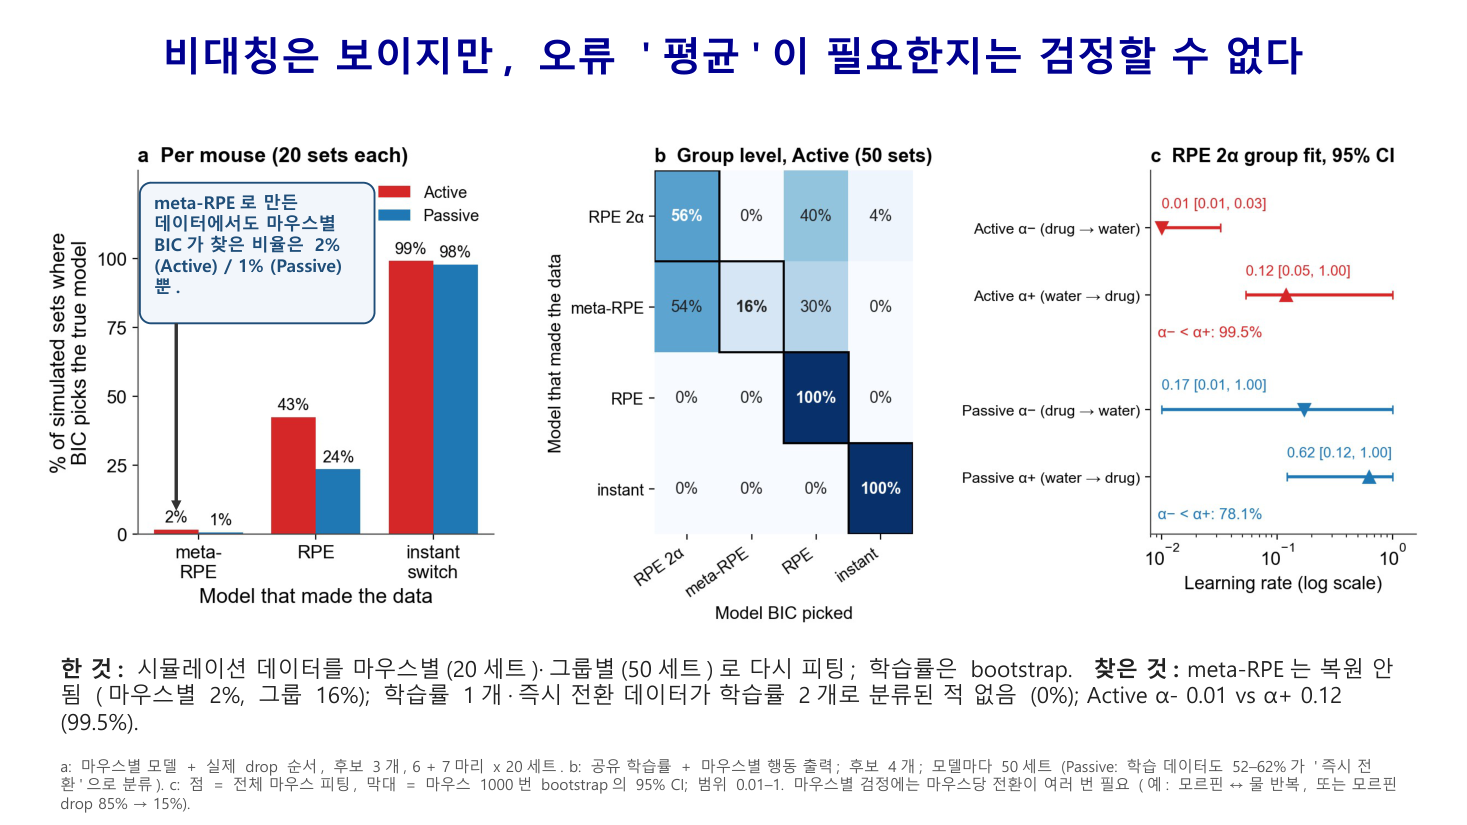 비대칭은 보이지만, 오류 '평균'이 필요한지는 검정할 수 없다
a Per mouse (20 sets each)
meta-RPE로 만든
데이터에서도 마우스별
BIC가 찾은 비율은 2%
(Active) / 1% (Passive)
뿐.
Active
Passive
% of simulated sets where
BIC picks the true model
100
75
50
25
0
2%
1%
43%
24%
99%
98%
meta-
RPE
RPE
instant
switch
Model that made the data
b Group level, Active (50 sets)
Model that made the data
RPE 2α
56%
0%
40%
4%
meta-RPE
54%
16%
30%
0%
RPE
0%
0%
100%
0%
instant
0%
0%
0%
100%
RPE 2α
meta-RPE
RPE
instant
Model BIC picked
c RPE 2α group fit, 95% CI
0.01 [0.01, 0.03]
Active α− (drug → water)
0.12 [0.05, 1.00]
Active α+ (water → drug)
α− < α+: 99.5%
0.17 [0.01, 1.00]
Passive α− (drug → water)
0.62 [0.12, 1.00]
Passive α+ (water → drug)
α− < α+: 78.1%
10⁻²
10⁻¹
10⁰
Learning rate (log scale)
한 것: 시뮬레이션 데이터를 마우스별(20세트)·그룹별(50세트)로 다시 피팅; 학습률은 bootstrap. 찾은 것: meta-RPE는 복원 안
됨 (마우스별 2%, 그룹 16%); 학습률 1개·즉시 전환 데이터가 학습률 2개로 분류된 적 없음 (0%); Active α- 0.01 vs α+ 0.12
(99.5%).
a: 마우스별 모델 + 실제 drop 순서, 후보 3개, 6 + 7마리 x 20세트. b: 공유 학습률 + 마우스별 행동 출력; 후보 4개; 모델마다 50세트 (Passive: 학습 데이터도 52–62%가 '즉시 전
환'으로 분류). c: 점 = 전체 마우스 피팅, 막대 = 마우스 1000번 bootstrap의 95% CI; 범위 0.01–1. 마우스별 검정에는 마우스당 전환이 여러 번 필요 (예: 모르핀 ↔ 물 반복, 또는 모르핀
drop 85% → 15%).